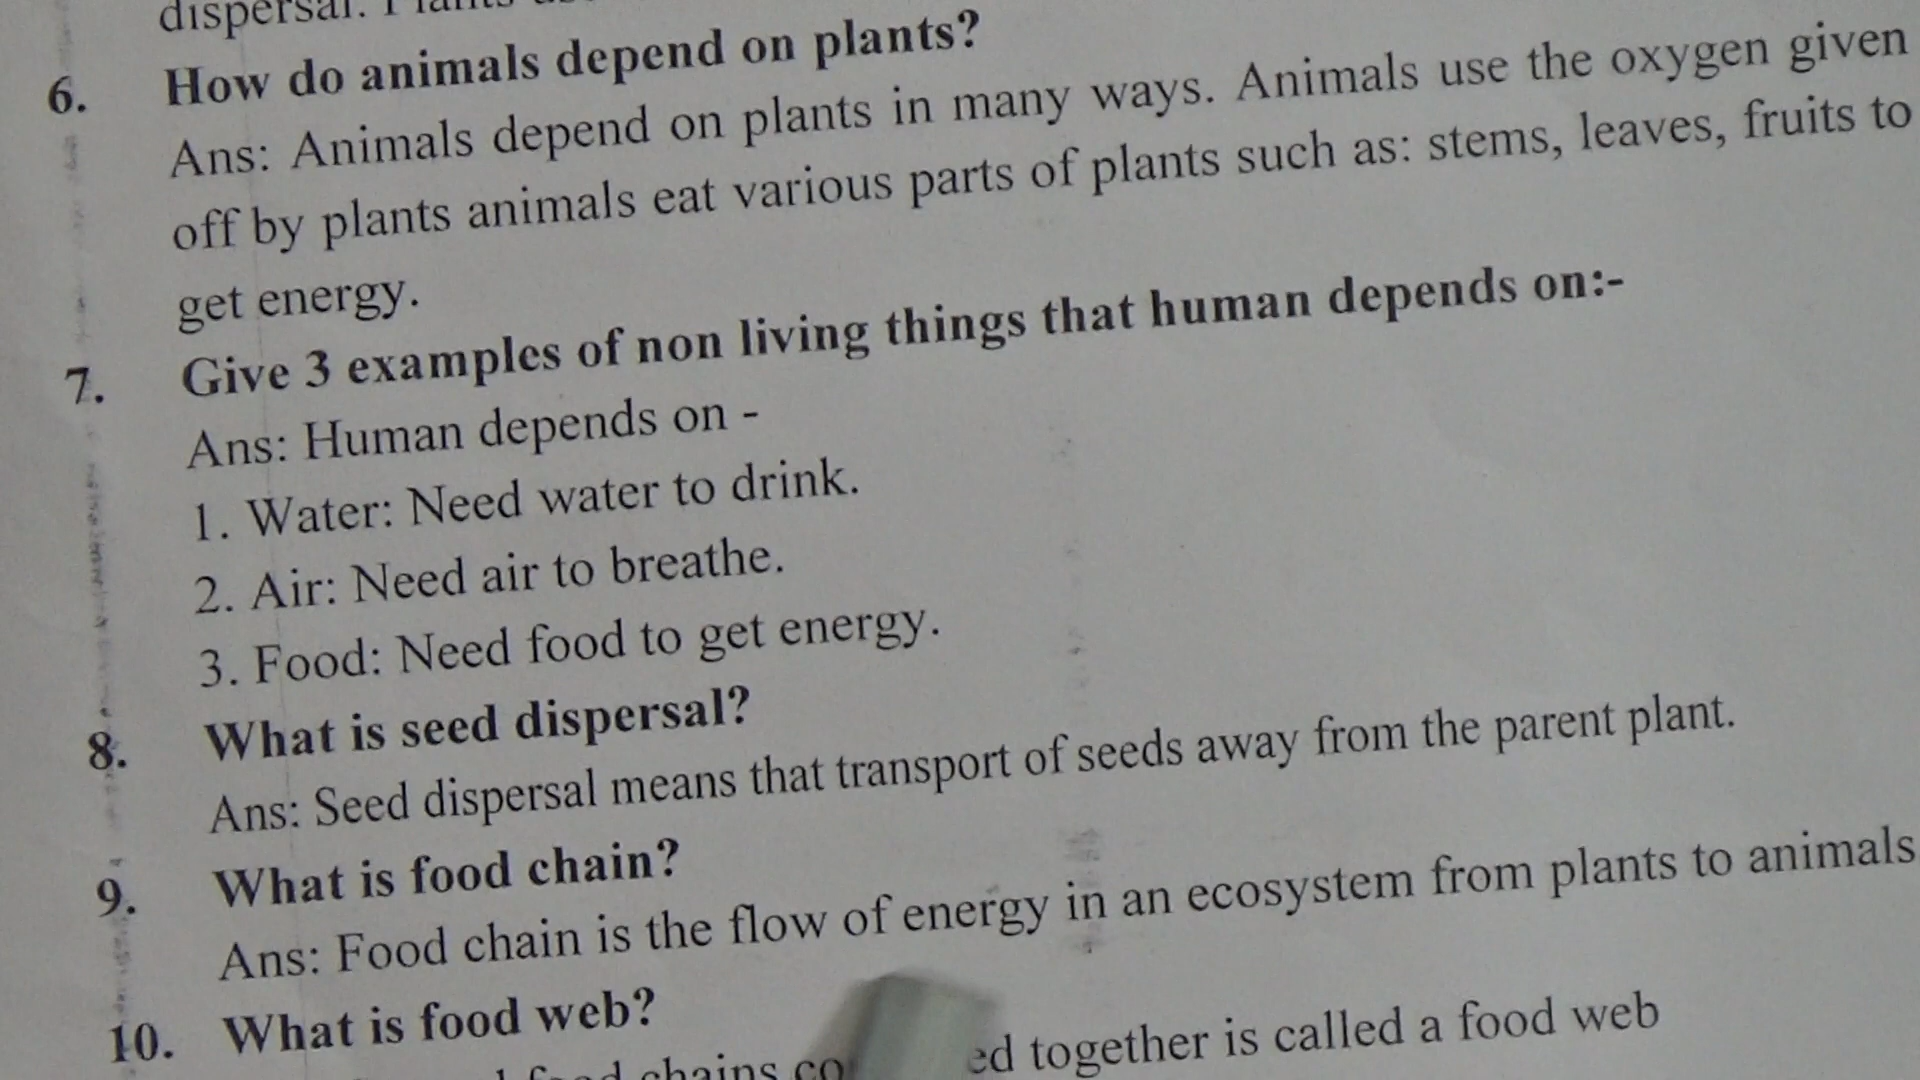 dispersal.
6. How do animals depend on plants?
Ans: Animals depend on plants in many ways. Animals use the oxygen given
off by plants animals eat various parts of plants such as: stems, leaves, fruits to
get energy.
7. Give 3 examples of non living things that human depends on:-
Ans: Human depends on -
1. Water: Need water to drink.
2. Air: Need air to breathe.
3. Food: Need food to get energy.
8. What is seed dispersal?
Ans: Seed dispersal means that transport of seeds away from the parent plant.
9. What is food chain?
Ans: Food chain is the flow of energy in an ecosystem from plants to animals
10. What is food web?
food chains together is called a food web